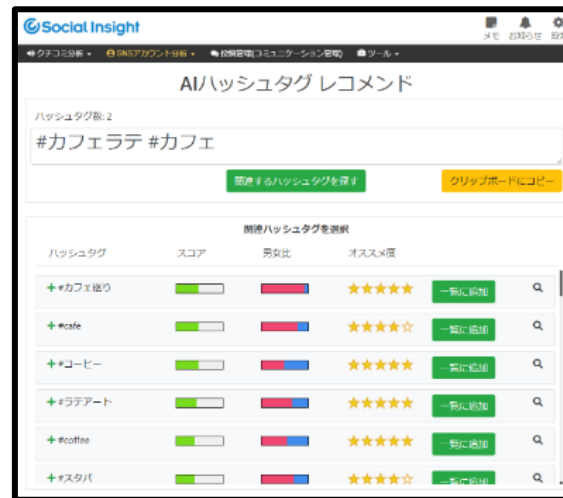 Social Insight
メモ お知らせ 設定
クチコミ分析 SNSアカウント分析 投稿管理(コミュニケーション管理) ツール
AIハッシュタグ レコメンド
ハッシュタグ数: 2
#カフェラテ #カフェ
関連するハッシュタグを探す クリップボードにコピー
関連ハッシュタグを選択
ハッシュタグ スコア 男女比 オススメ度
+ #カフェ巡り 一覧に追加
+ #cafe 一覧に追加
+ #コーヒー 一覧に追加
+ #ラテアート 一覧に追加
+ #coffee 一覧に追加
+ #スタバ 一覧に追加